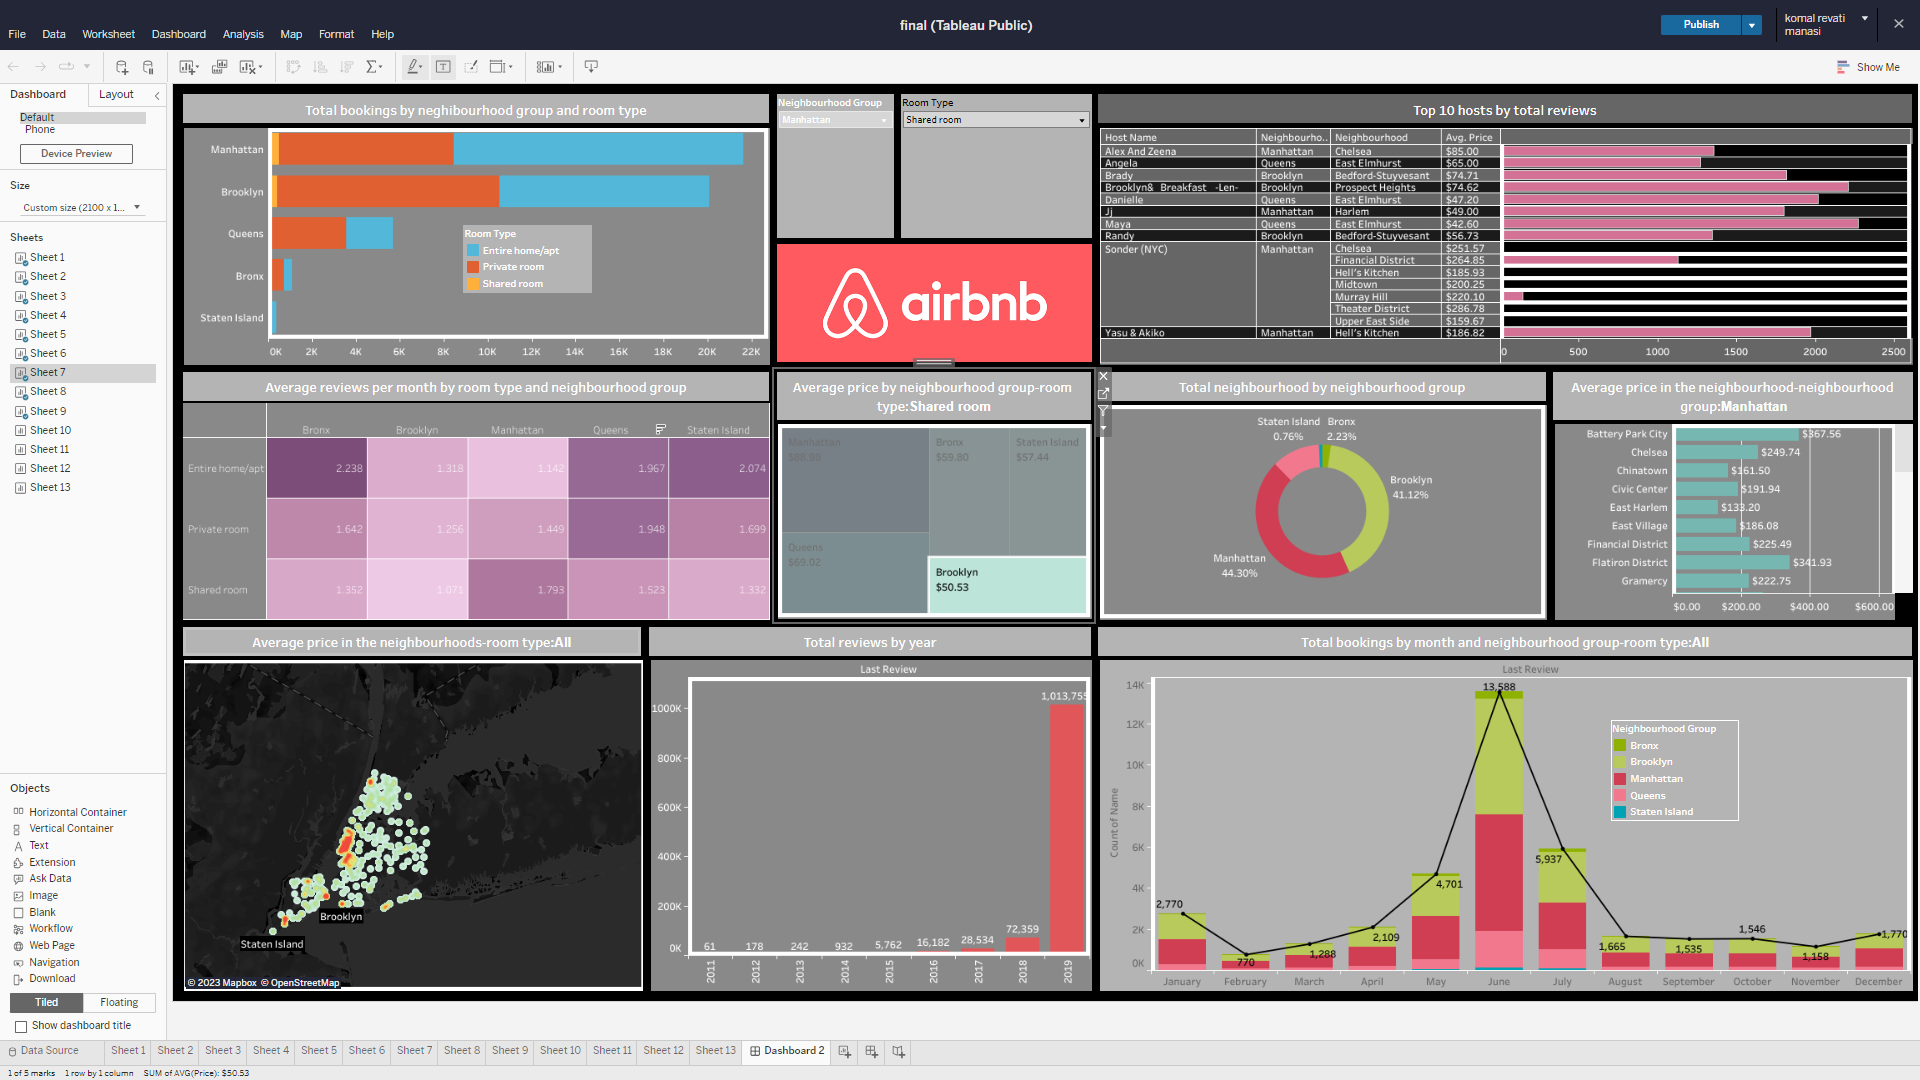 final (Tableau Public)
Publish
komal revati manasi
File Data Worksheet Dashboard Analysis Map Format Help
Show Me
Dashboard Layout
Default
Phone
Device Preview
Size
Custom size (2100 x 1...
Sheets
Sheet 1
Sheet 2
Sheet 3
Sheet 4
Sheet 5
Sheet 6
Sheet 7
Sheet 8
Sheet 9
Sheet 10
Sheet 11
Sheet 12
Sheet 13
Objects
Horizontal Container
Vertical Container
Text
Extension
Ask Data
Image
Blank
Workflow
Web Page
Navigation
Download
Tiled Floating
Show dashboard title
Total bookings by neghibourhood group and room type
Manhattan
Brooklyn
Queens
Bronx
Staten Island
Room Type
Entire home/apt
Private room
Shared room
0K 2K 4K 6K 8K 10K 12K 14K 16K 18K 20K 22K
Neighbourhood Group
Manhattan
Room Type
Shared room
airbnb
Top 10 hosts by total reviews
Host Name Neighbourho.. Neighbourhood Avg. Price
Alex And Zeena Manhattan Chelsea $85.00
Angela Queens East Elmhurst $65.00
Brady Brooklyn Bedford-Stuyvesant $74.71
Brooklyn& Breakfast -Len- Brooklyn Prospect Heights $74.62
Danielle Queens East Elmhurst $47.20
Jj Manhattan Harlem $49.00
Maya Queens East Elmhurst $42.60
Randy Brooklyn Bedford-Stuyvesant $56.73
Sonder (NYC) Manhattan Chelsea $251.57
Financial District $264.85
Hell's Kitchen $185.93
Midtown $200.25
Murray Hill $220.10
Theater District $286.78
Upper East Side $159.67
Yasu & Akiko Manhattan Hell's Kitchen $186.82
0 500 1000 1500 2000 2500
Average reviews per month by room type and neighbourhood group
Bronx Brooklyn Manhattan Queens Staten Island
Entire home/apt 2.238 1.318 1.142 1.967 2.074
Private room 1.642 1.256 1.449 1.948 1.699
Shared room 1.352 1.071 1.793 1.523 1.332
Average price by neighbourhood group-room
type:Shared room
Manhattan
$88.98
Bronx
$59.80
Staten Island
$57.44
Queens
$69.02
Brooklyn
$50.53
Total neighbourhood by neighbourhood group
Staten Island
0.76%
Bronx
2.23%
Brooklyn
41.12%
Manhattan
44.30%
Average price in the neighbourhood-neighbourhood
group:Manhattan
Battery Park City $367.56
Chelsea $249.74
Chinatown $161.50
Civic Center $191.94
East Harlem $133.20
East Village $186.08
Financial District $225.49
Flatiron District $341.93
Gramercy $222.75
$0.00 $200.00 $400.00 $600.00
Average price in the neighbourhoods-room type:All
Brooklyn
Staten Island
© 2023 Mapbox © OpenStreetMap
Total reviews by year
Last Review
1000K
800K
600K
400K
200K
0K
61 178 242 932 5,762 16,182 28,534 72,359 1,013,755
2011 2012 2013 2014 2015 2016 2017 2018 2019
Total bookings by month and neighbourhood group-room type:All
Last Review
Count of Name
14K
12K
10K
8K
6K
4K
2K
0K
2,770 770 1,288 2,109 4,701 13,588 5,937 1,665 1,535 1,546 1,158 1,770
Neighbourhood Group
Bronx
Brooklyn
Manhattan
Queens
Staten Island
January February March April May June July August September October November December
Data Source Sheet 1 Sheet 2 Sheet 3 Sheet 4 Sheet 5 Sheet 6 Sheet 7 Sheet 8 Sheet 9 Sheet 10 Sheet 11 Sheet 12 Sheet 13 Dashboard 2
1 of 5 marks 1 row by 1 column SUM of AVG(Price): $50.53